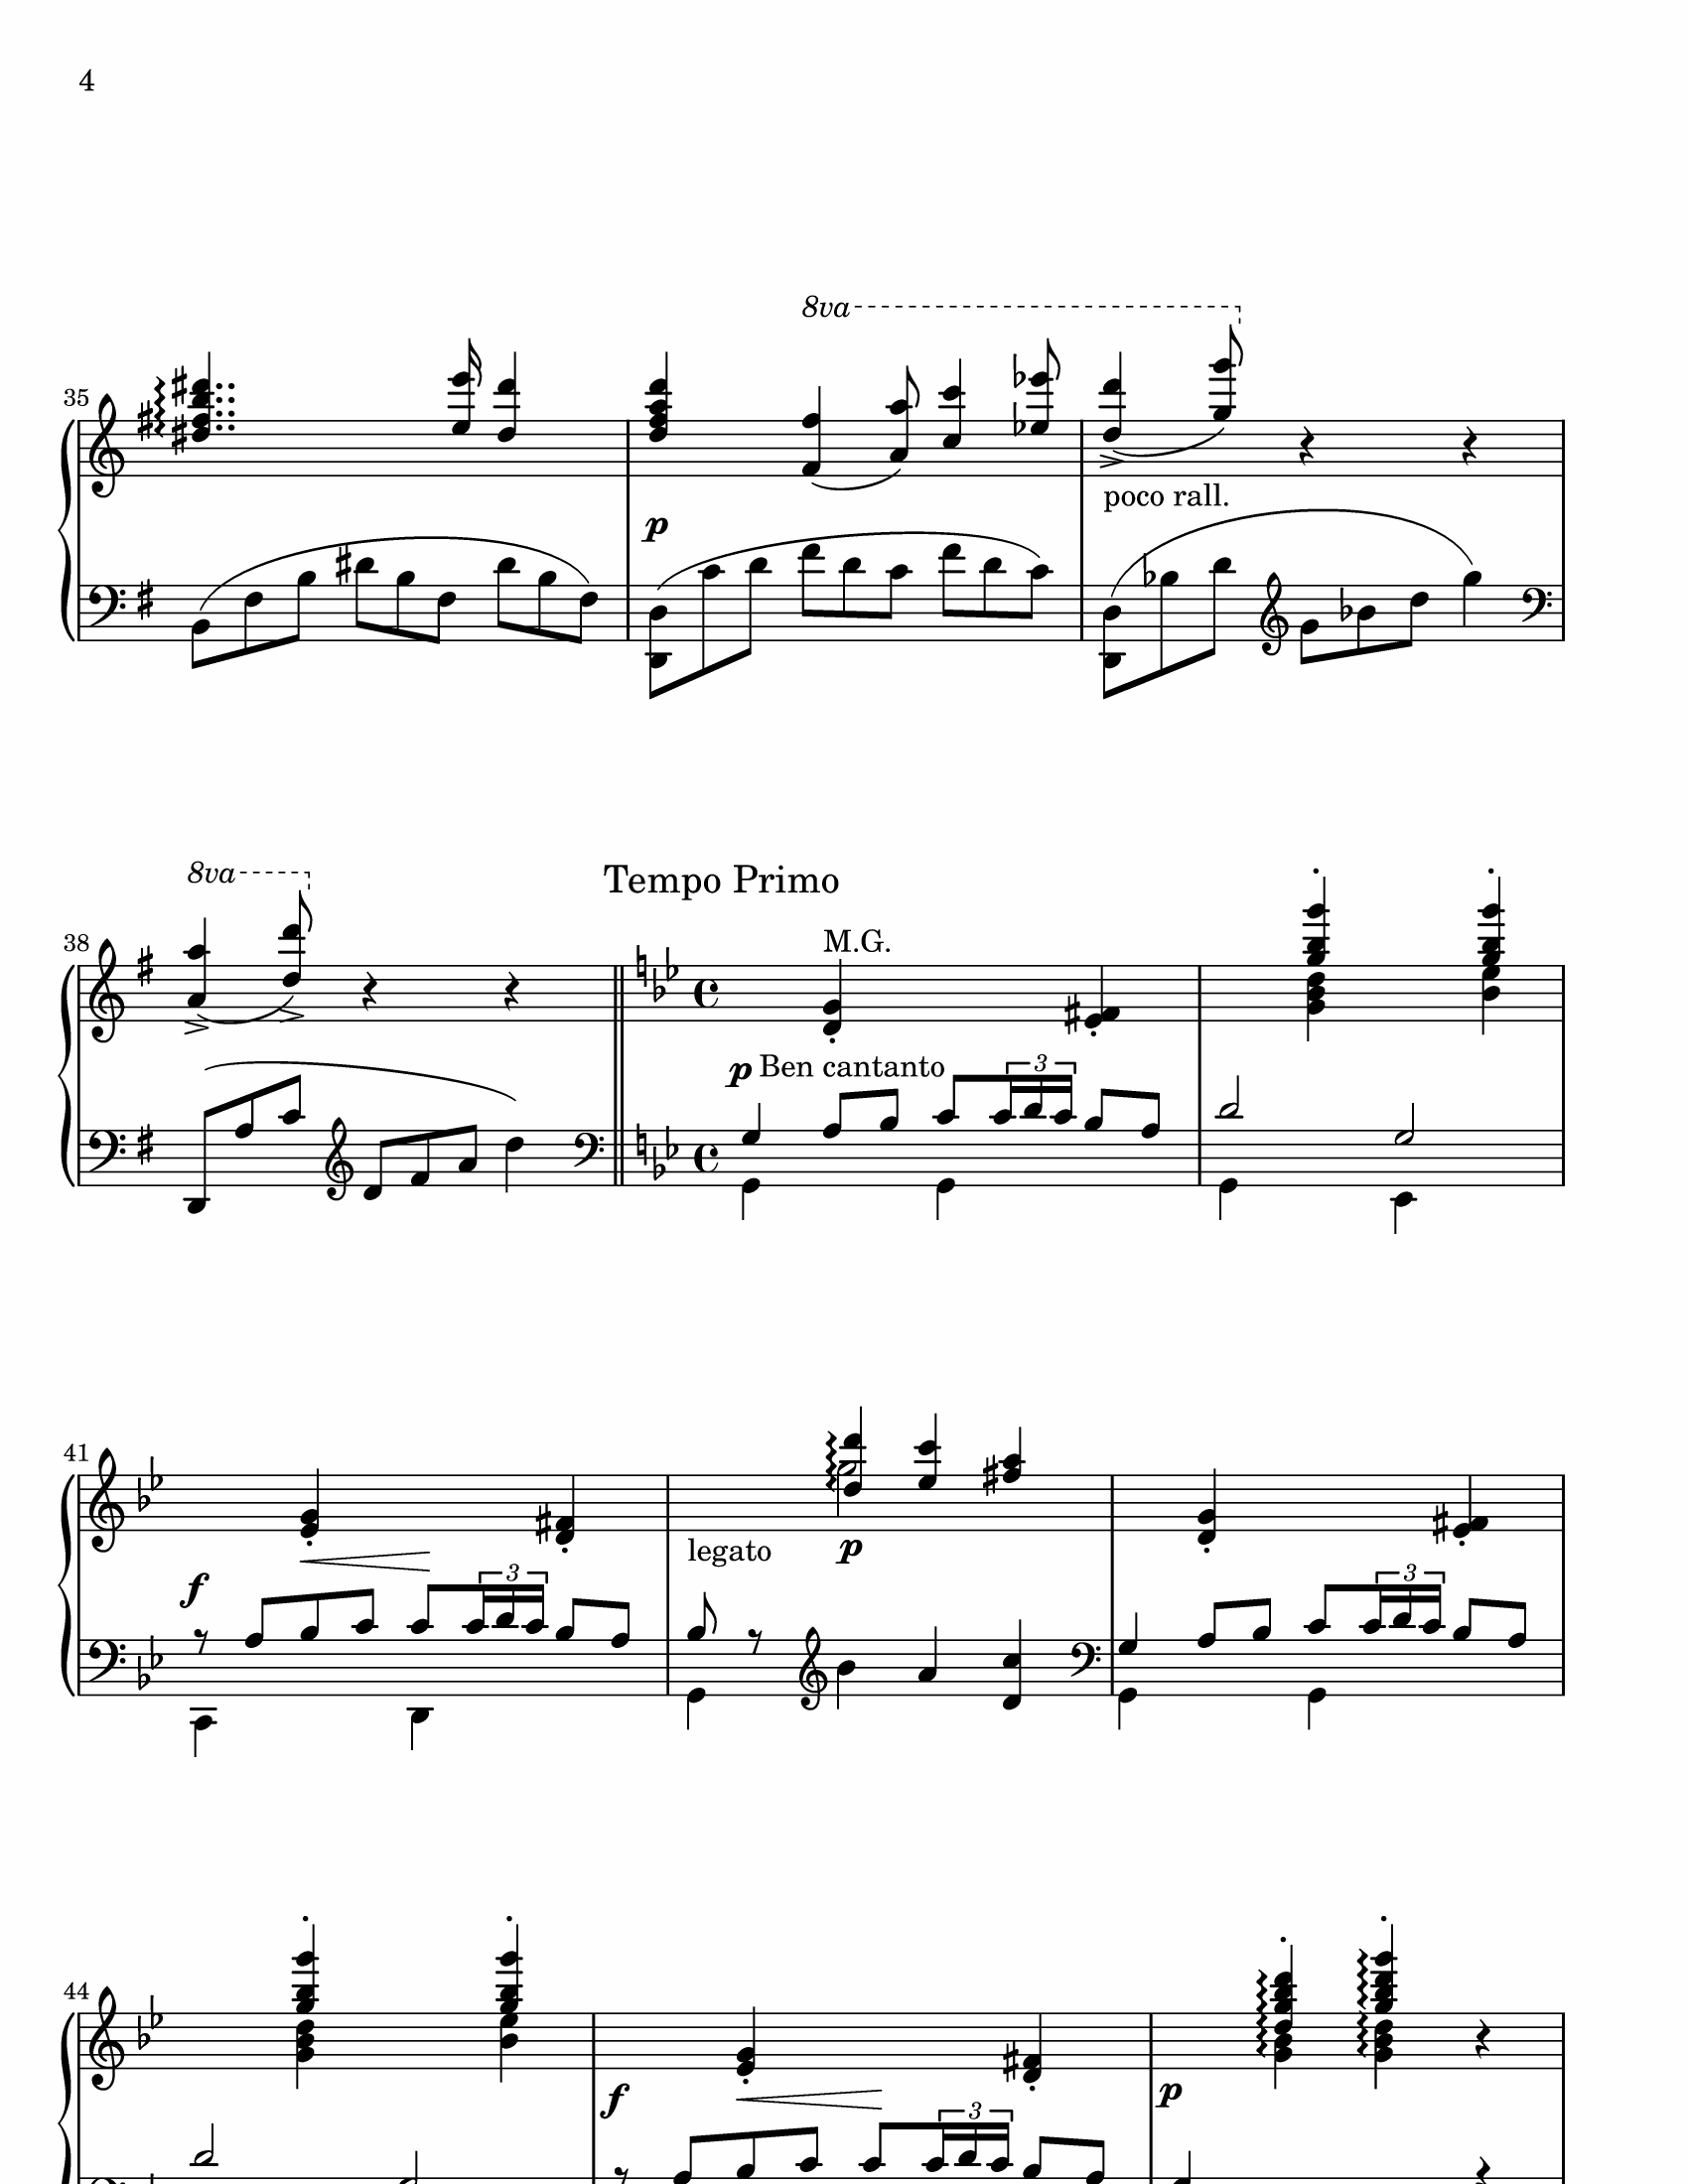 4
8va
35
p
poco rall.
8va
Tempo Primo
38
M.G.
p Ben cantanto
3
41
f
3
legato
p
3
44
f
3
p